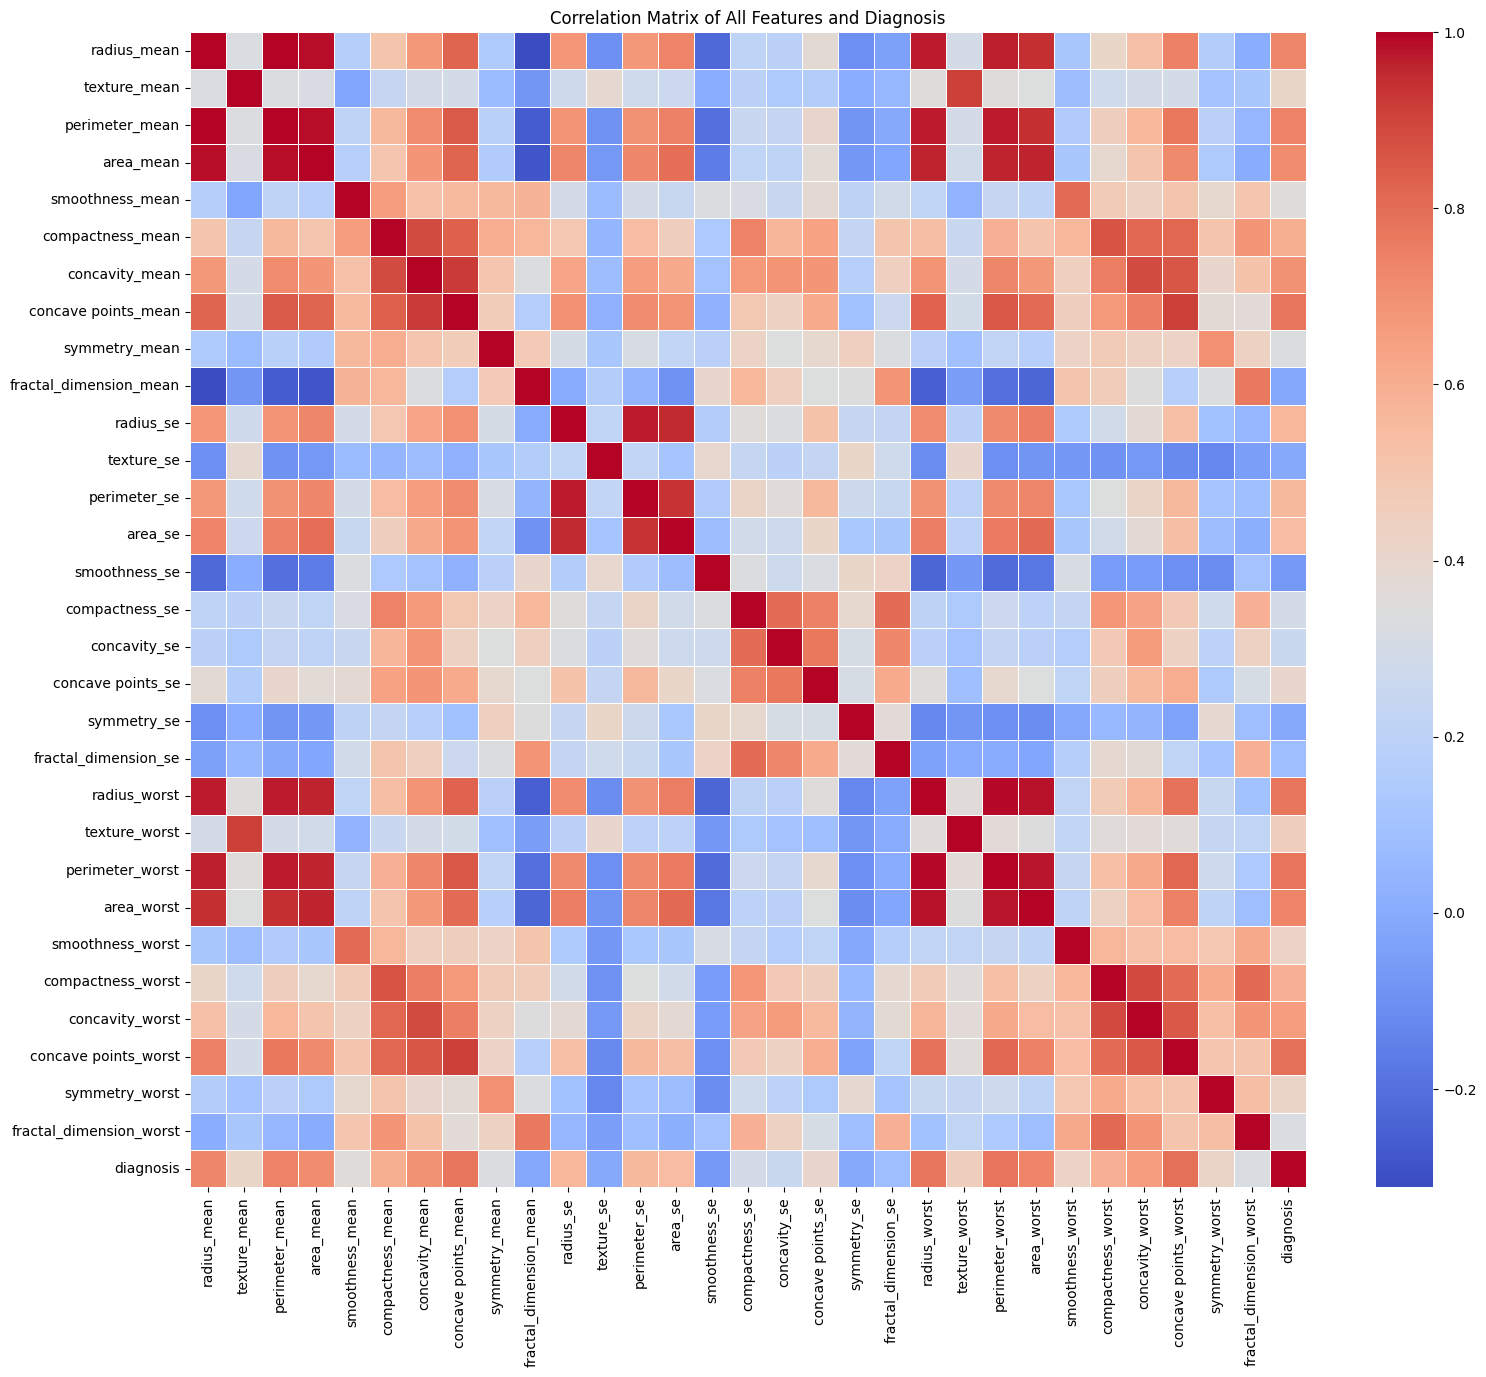 Correlation Matrix of All Features and Diagnosis
radius_mean
texture_mean
perimeter_mean
area_mean
smoothness_mean
compactness_mean
concavity_mean
concave points_mean
symmetry_mean
fractal_dimension_mean
radius_se
texture_se
perimeter_se
area_se
smoothness_se
compactness_se
concavity_se
concave points_se
symmetry_se
fractal_dimension_se
radius_worst
texture_worst
perimeter_worst
area_worst
smoothness_worst
compactness_worst
concavity_worst
concave points_worst
symmetry_worst
fractal_dimension_worst
diagnosis
radius_mean
texture_mean
perimeter_mean
area_mean
smoothness_mean
compactness_mean
concavity_mean
concave points_mean
symmetry_mean
fractal_dimension_mean
radius_se
texture_se
perimeter_se
area_se
smoothness_se
compactness_se
concavity_se
concave points_se
symmetry_se
fractal_dimension_se
radius_worst
texture_worst
perimeter_worst
area_worst
smoothness_worst
compactness_worst
concavity_worst
concave points_worst
symmetry_worst
fractal_dimension_worst
diagnosis
1.0
0.8
0.6
0.4
0.2
0.0
−0.2